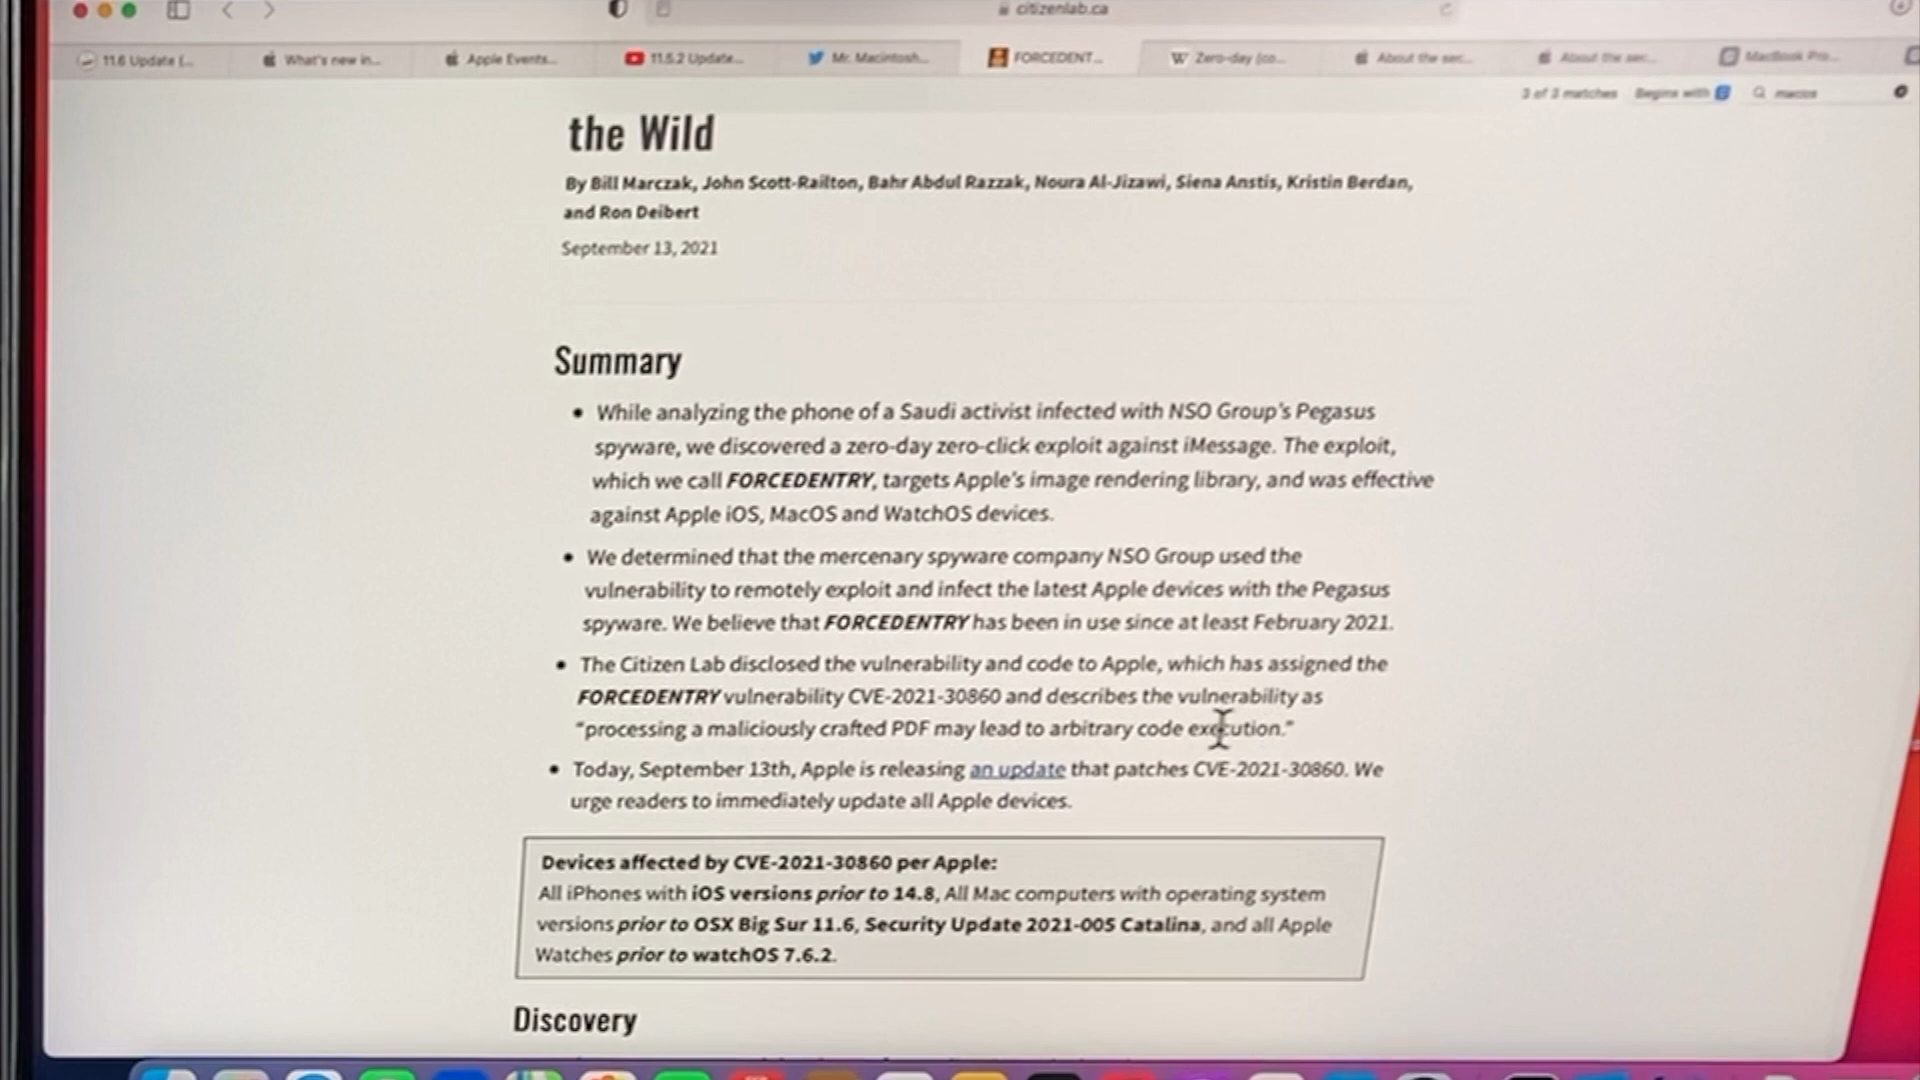 citizenlab.ca
11.6 Update (...
What's new in...
Apple Events...
11.5.2 Update...
Mr. Macintosh...
FORCEDENT...
Zero-day (co...
About the sec...
About the sec...
MacBook Pro...
3 of 3 matches Begins with macos
the Wild
By Bill Marczak, John Scott-Railton, Bahr Abdul Razzak, Noura Al-Jizawi, Siena Anstis, Kristin Berdan,
and Ron Deibert
September 13, 2021
Summary
• While analyzing the phone of a Saudi activist infected with NSO Group's Pegasus
spyware, we discovered a zero-day zero-click exploit against iMessage. The exploit,
which we call FORCEDENTRY, targets Apple's image rendering library, and was effective
against Apple iOS, MacOS and WatchOS devices.
• We determined that the mercenary spyware company NSO Group used the
vulnerability to remotely exploit and infect the latest Apple devices with the Pegasus
spyware. We believe that FORCEDENTRY has been in use since at least February 2021.
• The Citizen Lab disclosed the vulnerability and code to Apple, which has assigned the
FORCEDENTRY vulnerability CVE-2021-30860 and describes the vulnerability as
“processing a maliciously crafted PDF may lead to arbitrary code execution.”
• Today, September 13th, Apple is releasing an update that patches CVE-2021-30860. We
urge readers to immediately update all Apple devices.
Devices affected by CVE-2021-30860 per Apple:
All iPhones with iOS versions prior to 14.8, All Mac computers with operating system
versions prior to OSX Big Sur 11.6, Security Update 2021-005 Catalina, and all Apple
Watches prior to watchOS 7.6.2.
Discovery